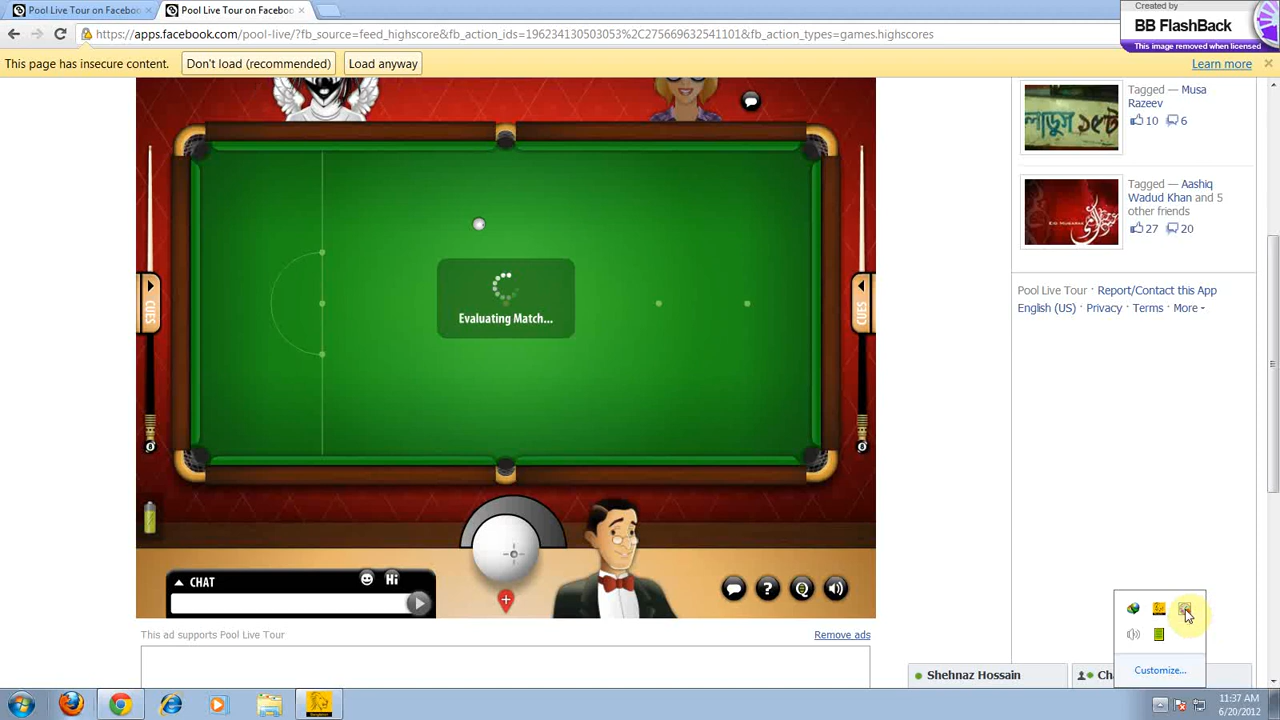 Pool Live Tour on Faceboo
Pool Live Tour on Faceboo
Created by
BB FlashBack
This image removed when licensed
https://apps.facebook.com/pool-live/?fb_source=feed_highscore&fb_action_ids=196234130503053%2C275669632541101&fb_action_types=games.highscores
This page has insecure content.
Don't load (recommended)
Load anyway
Learn more
Tagged — Musa
Razeev
10
6
লাড্ডুস ১৫টি
Tagged — Aashiq
Wadud Khan and 5
other friends
27
20
EID MUBARAK
Pool Live Tour · Report/Contact this App
English (US) · Privacy · Terms · More
CUES
CUES
Evaluating Match...
CHAT
Hi
?
Q
This ad supports Pool Live Tour
Remove ads
Customize...
Shehnaz Hossain
Cha
11:37 AM
6/20/2012